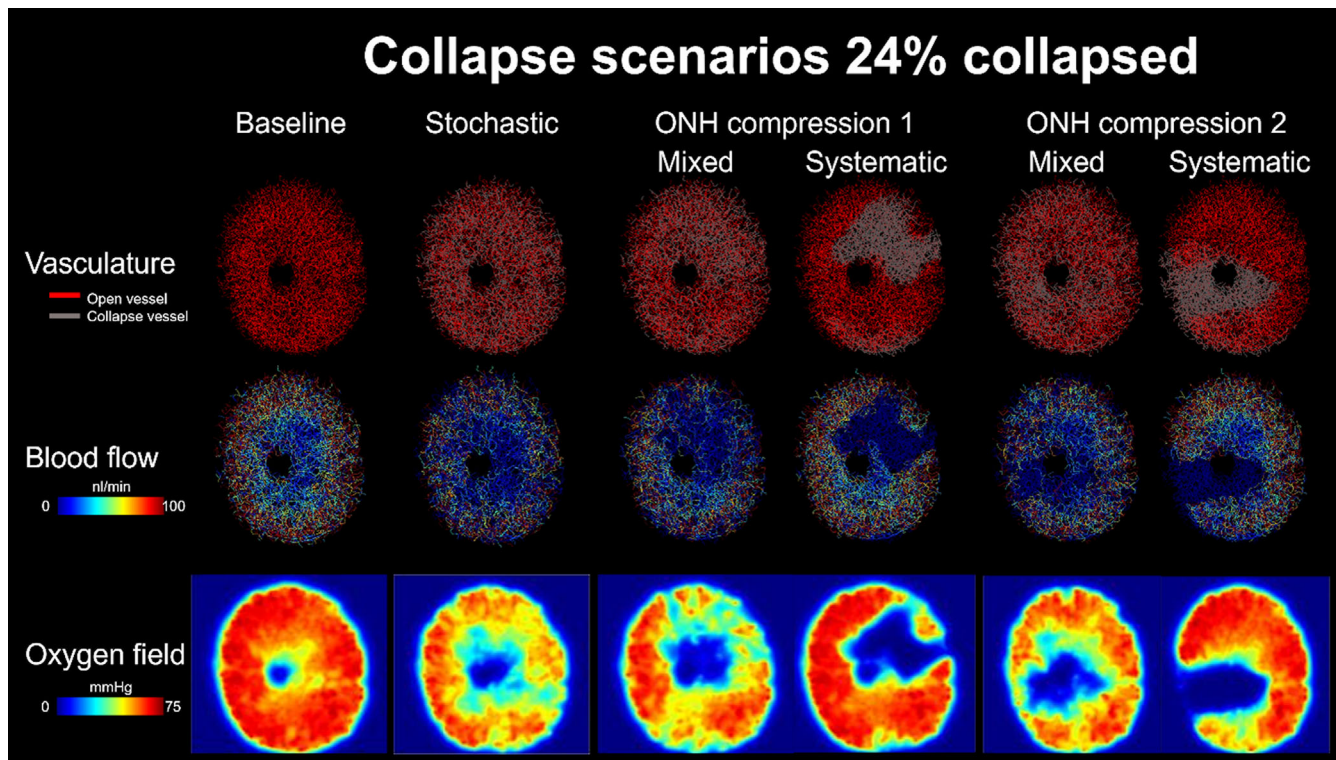 Collapse scenarios 24% collapsed
Baseline Stochastic ONH compression 1 ONH compression 2
Mixed Systematic Mixed Systematic
Vasculature
Open vessel
Collapse vessel
Blood flow
nl/min
0 100
Oxygen field
mmHg
0 75